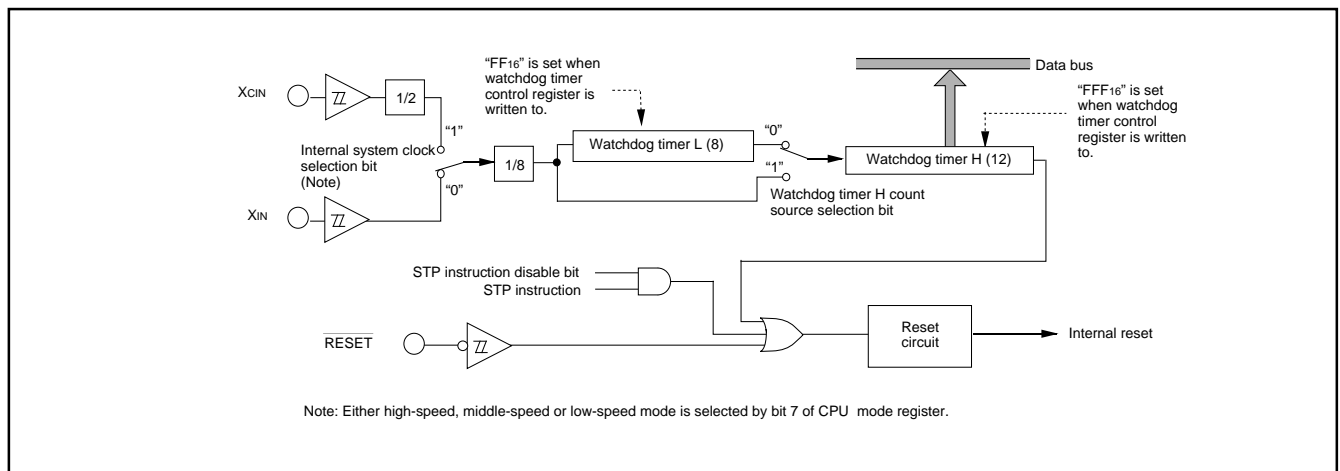 XCIN
1/2
“1”
Internal system clock
selection bit
(Note)
“0”
XIN
1/8
“FF16” is set when
watchdog timer
control register is
written to.
Watchdog timer L (8)
“0”
“1”
Watchdog timer H count
source selection bit
Data bus
“FFF16” is set
when watchdog
timer control
register is written
to.
Watchdog timer H (12)
STP instruction disable bit
STP instruction
RESET
Reset
circuit
Internal reset
Note: Either high-speed, middle-speed or low-speed mode is selected by bit 7 of CPU mode register.